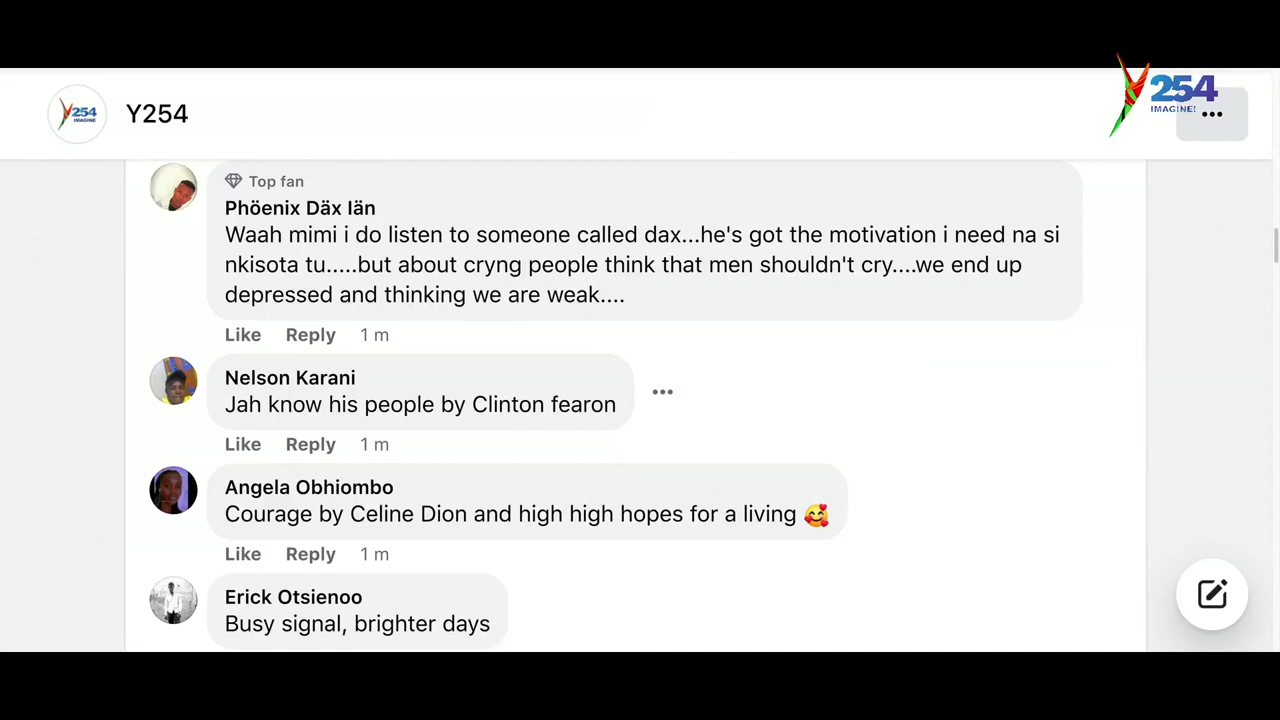 254
IMAGINE!
Y254
254
IMAGINE
Top fan
Phöenix Däx Iän
Waah mimi i do listen to someone called dax...he's got the motivation i need na si
nkisota tu.....but about cryng people think that men shouldn't cry....we end up
depressed and thinking we are weak....
Like Reply 1 m
Nelson Karani
Jah know his people by Clinton fearon
Like Reply 1 m
Angela Obhiombo
Courage by Celine Dion and high high hopes for a living 🥰
Like Reply 1 m
Erick Otsienoo
Busy signal, brighter days